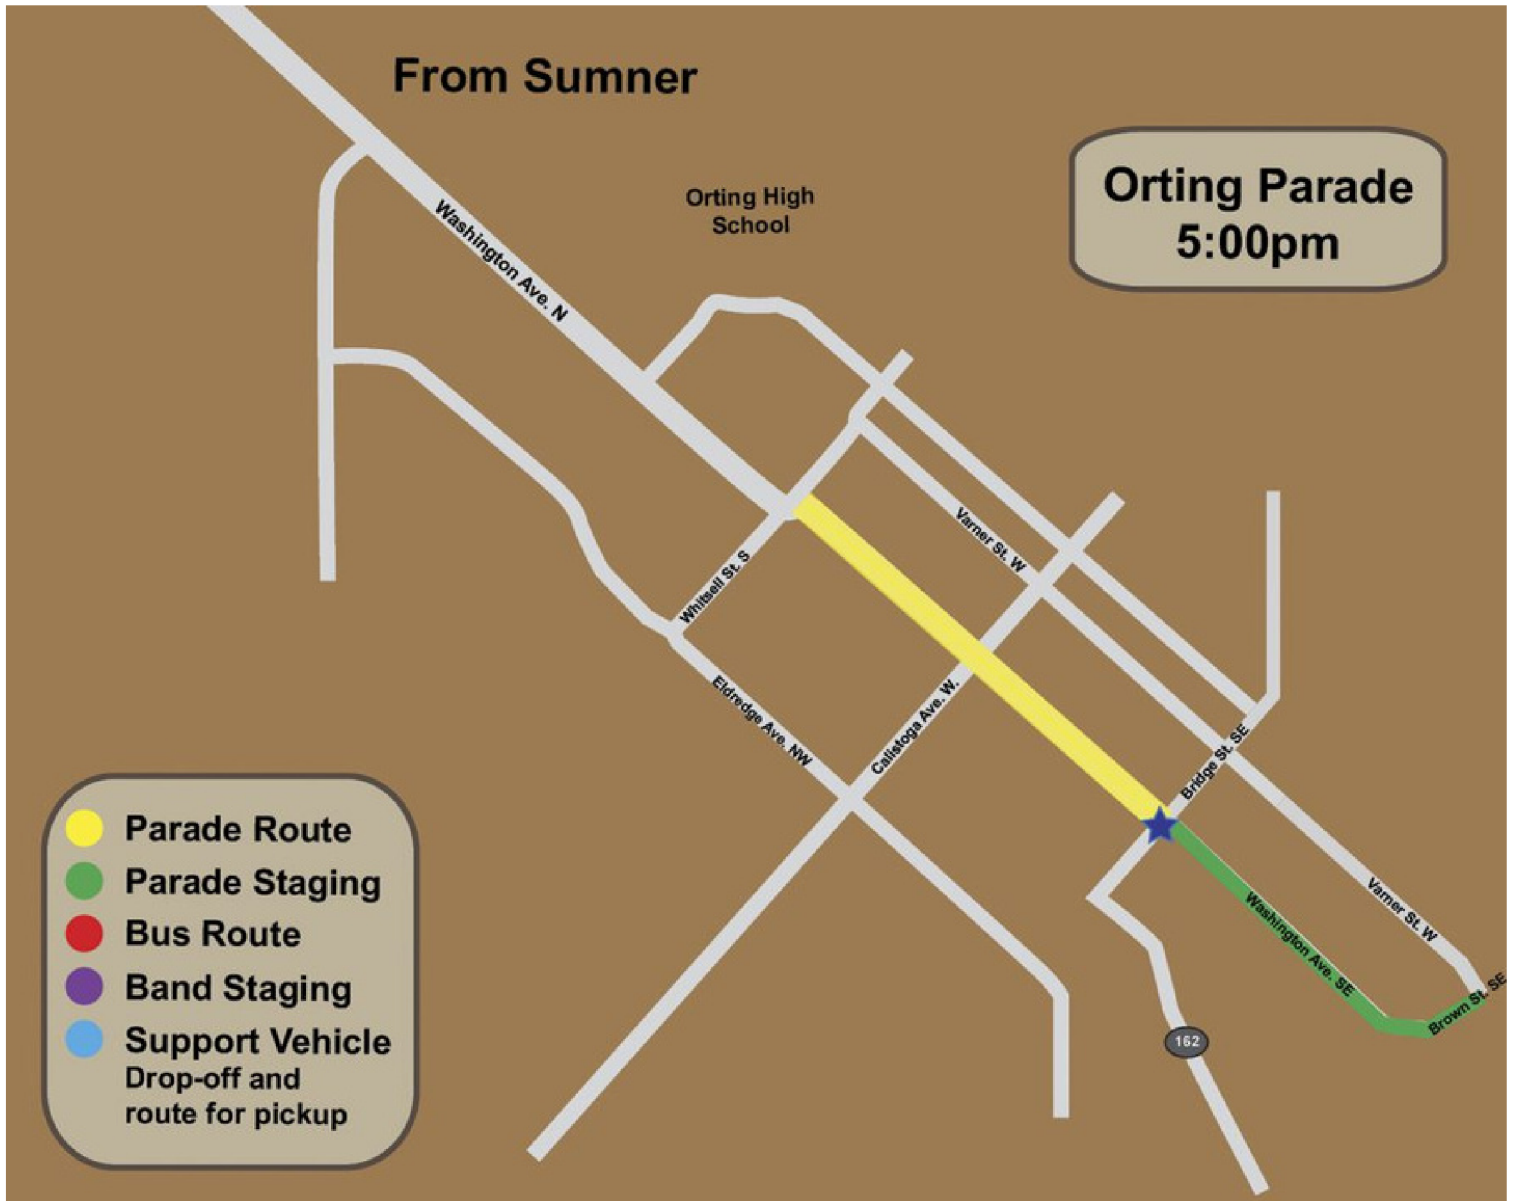 From Sumner
Orting Parade
5:00pm
Orting High
School
Washington Ave. N
Varner St. W
Whitsell St. S
Eldredge Ave. NW
Calistoga Ave. W.
Bridge St. SE
Varner St. W
Washington Ave. SE
Brown St. SE
162
Parade Route
Parade Staging
Bus Route
Band Staging
Support Vehicle
Drop-off and
route for pickup